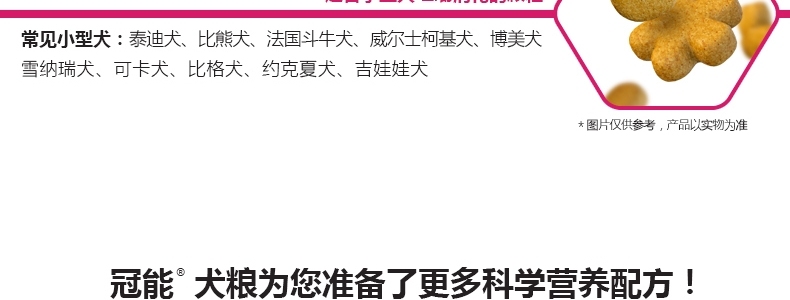 常见小型犬：泰迪犬、比熊犬、法国斗牛犬、威尔士柯基犬、博美犬
雪纳瑞犬、可卡犬、比格犬、约克夏犬、吉娃娃犬
* 图片仅供参考，产品以实物为准
冠能® 犬粮为您准备了更多科学营养配方！